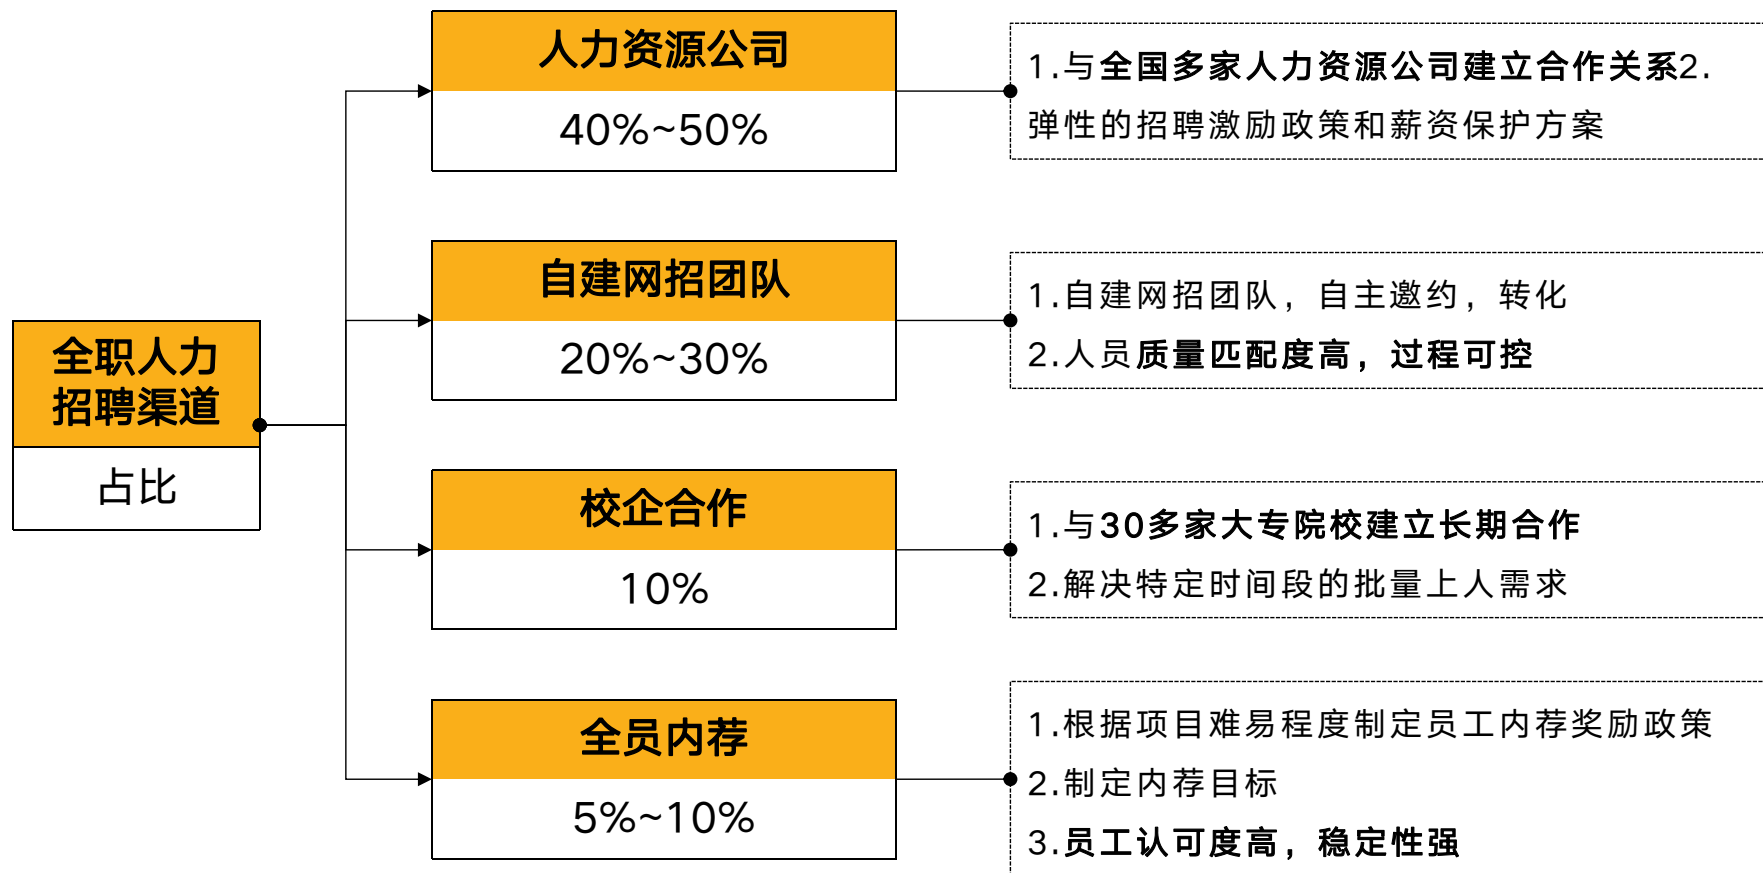 人力资源公司
40%~50%
1.与全国多家人力资源公司建立合作关系2.
弹性的招聘激励政策和薪资保护方案
自建网招团队
20%~30%
1.自建网招团队，自主邀约，转化
2.人员质量匹配度高，过程可控
全职人力
招聘渠道
占比
校企合作
10%
1.与30多家大专院校建立长期合作
2.解决特定时间段的批量上人需求
全员内荐
5%~10%
1.根据项目难易程度制定员工内荐奖励政策
2.制定内荐目标
3.员工认可度高，稳定性强